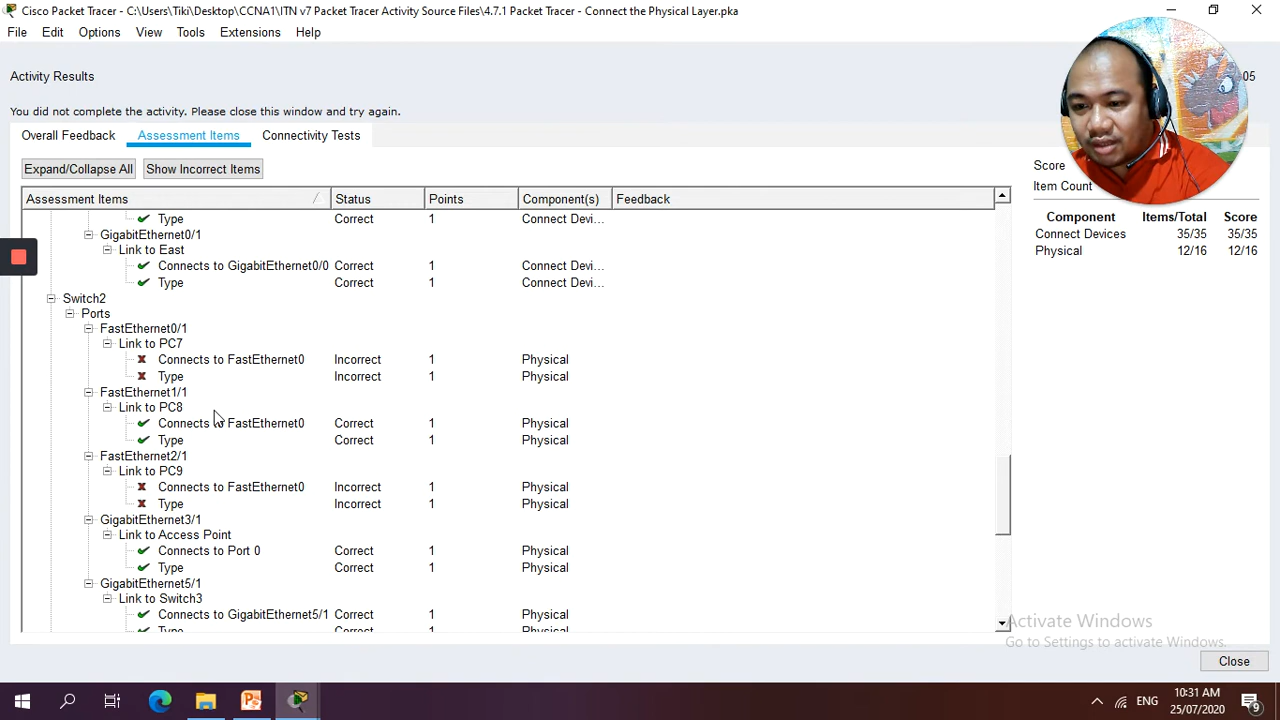 Cisco Packet Tracer - C:\Users\Tiki\Desktop\CCNA1\ITN v7 Packet Tracer Activity Source Files\4.7.1 Packet Tracer - Connect the Physical Layer.pka
File Edit Options View Tools Extensions Help
Activity Results
05
You did not complete the activity. Please close this window and try again.
Overall Feedback Assessment Items Connectivity Tests
Expand/Collapse All Show Incorrect Items
Score
Item Count
Assessment Items Status Points Component(s) Feedback
Component Items/Total Score
Connect Devices 35/35 35/35
Physical 12/16 12/16
Type Correct 1 Connect Devi...
GigabitEthernet0/1
Link to East
Connects to GigabitEthernet0/0 Correct 1 Connect Devi...
Type Correct 1 Connect Devi...
Switch2
Ports
FastEthernet0/1
Link to PC7
Connects to FastEthernet0 Incorrect 1 Physical
Type Incorrect 1 Physical
FastEthernet1/1
Link to PC8
Connects to FastEthernet0 Correct 1 Physical
Type Correct 1 Physical
FastEthernet2/1
Link to PC9
Connects to FastEthernet0 Incorrect 1 Physical
Type Incorrect 1 Physical
GigabitEthernet3/1
Link to Access Point
Connects to Port 0 Correct 1 Physical
Type Correct 1 Physical
GigabitEthernet5/1
Link to Switch3
Connects to GigabitEthernet5/1 Correct 1 Physical
Type Correct 1 Physical
Activate Windows
Go to Settings to activate Windows.
Close
ENG
10:31 AM
25/07/2020
9